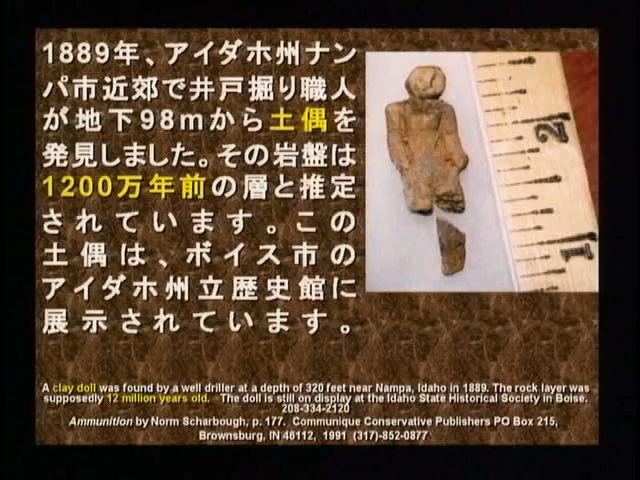 1889年、アイダホ州ナン
パ市近郊で井戸掘り職人
が地下98mから土偶を
発見しました。その岩盤は
1200万年前の層と推定
されています。この
土偶は、ボイス市の
アイダホ州立歴史館に
展示されています。
2
1
A clay doll was found by a well driller at a depth of 320 feet near Nampa, Idaho in 1889. The rock layer was
supposedly 12 million years old. The doll is still on display at the Idaho State Historical Society in Boise.
208-334-2120
Ammunition by Norm Scharbough, p. 177. Communique Conservative Publishers PO Box 215,
Brownsburg, IN 46112, 1991 (317)-852-0877